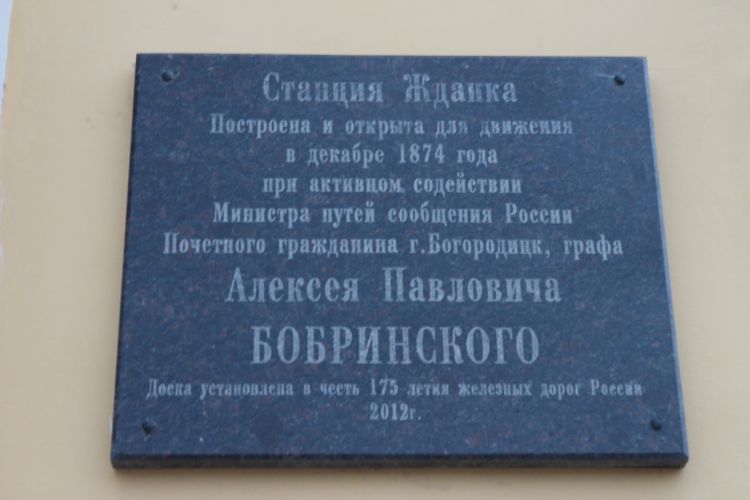 Станция Жданка
Построена и открыта для движения
в декабре 1874 года
при активном содействии
Министра путей сообщения России
Почетного гражданина г.Богородицк, графа
Алексея Павловича
БОБРИНСКОГО
Доска установлена в честь 175 летия железных дорог России
2012г.